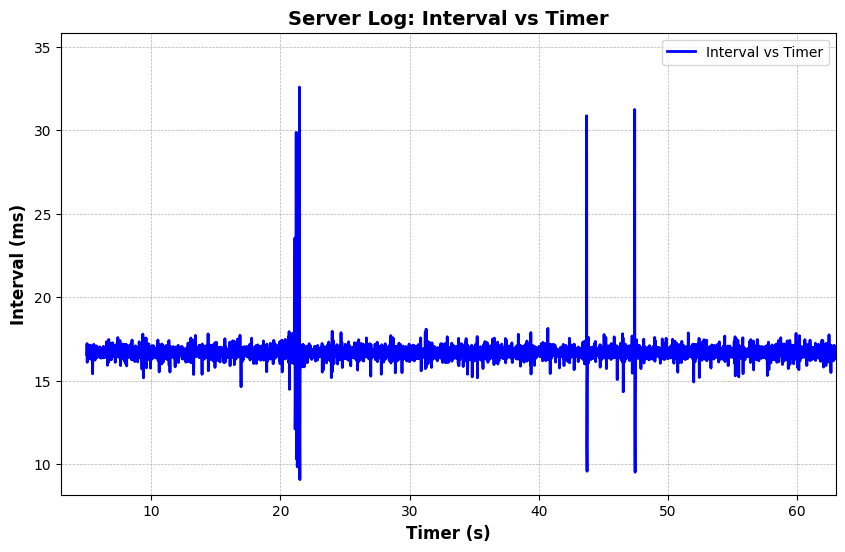 Server Log: Interval vs Timer
Interval vs Timer
35
30
25
20
15
10
Interval (ms)
10 20 30 40 50 60
Timer (s)